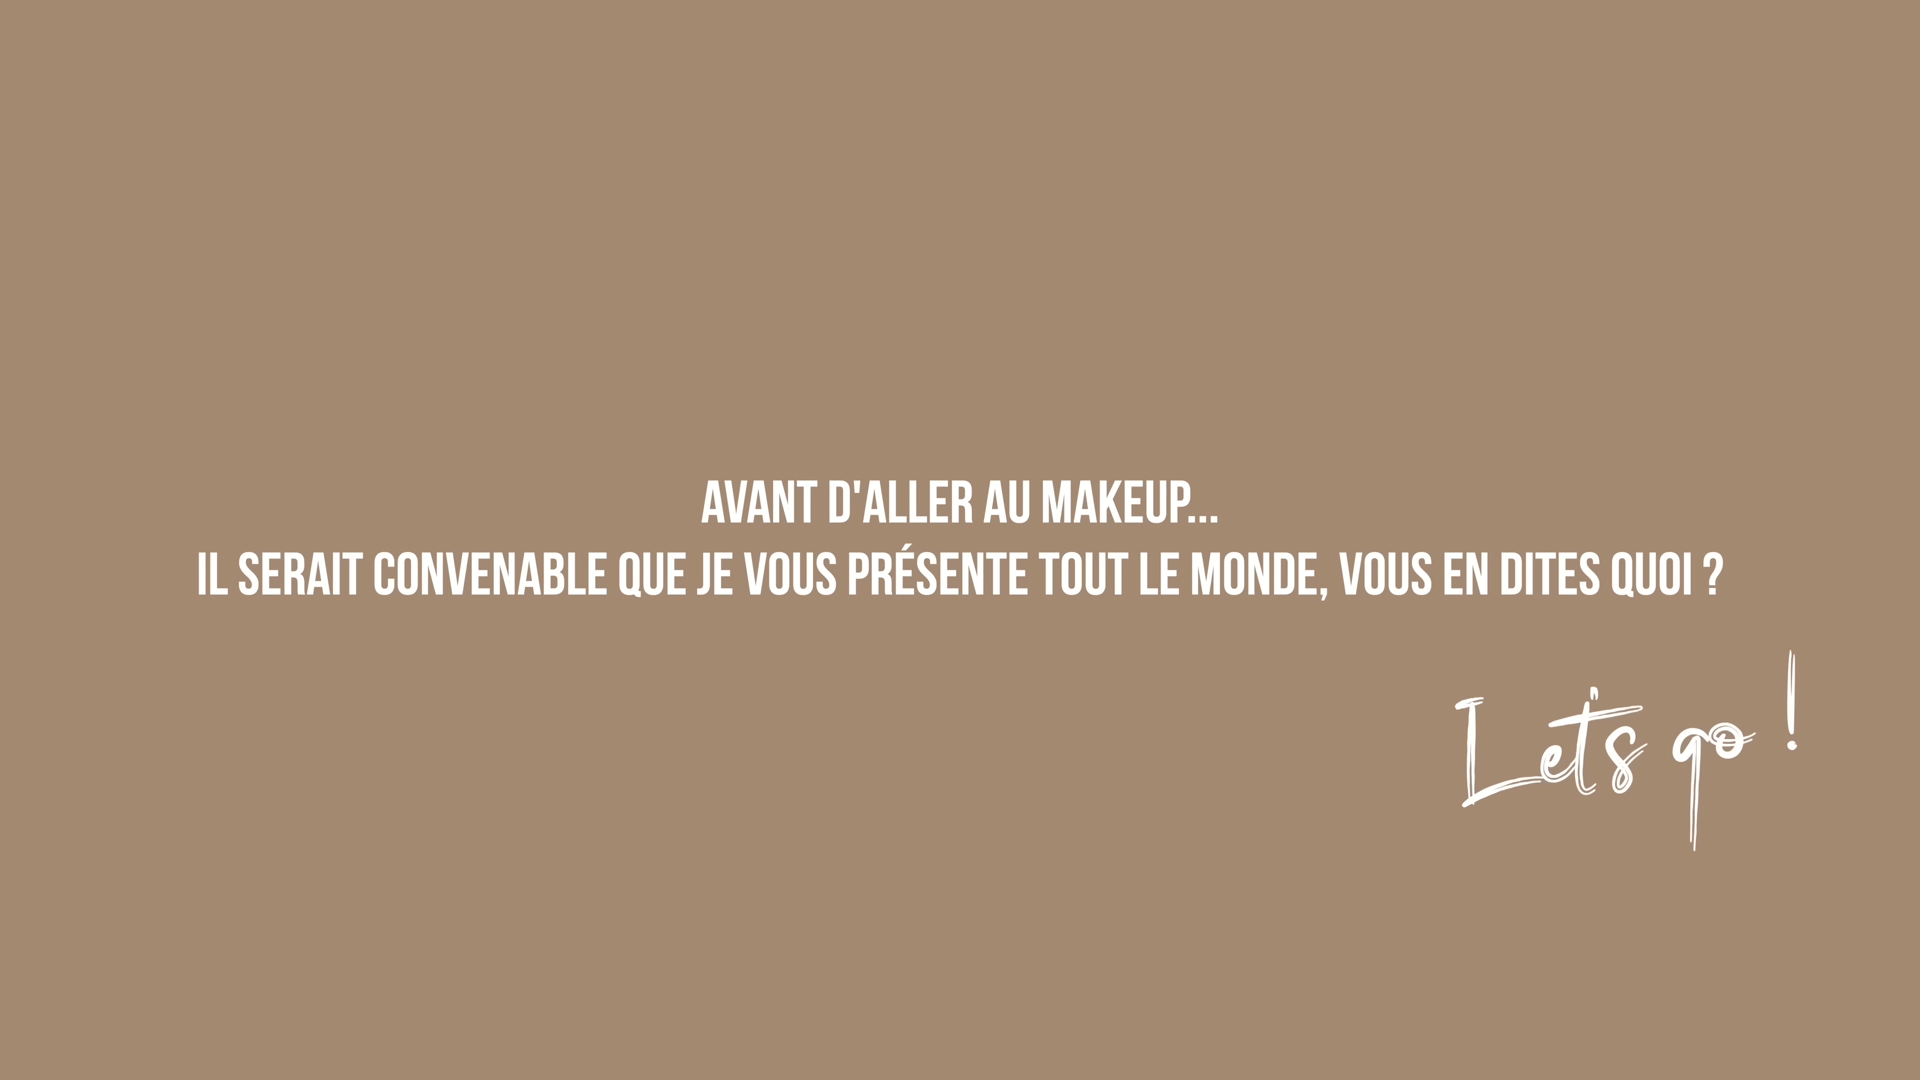 AVANT D'ALLER AU MAKEUP...
IL SERAIT CONVENABLE QUE JE VOUS PRÉSENTE TOUT LE MONDE, VOUS EN DITES QUOI ?
Let's go !